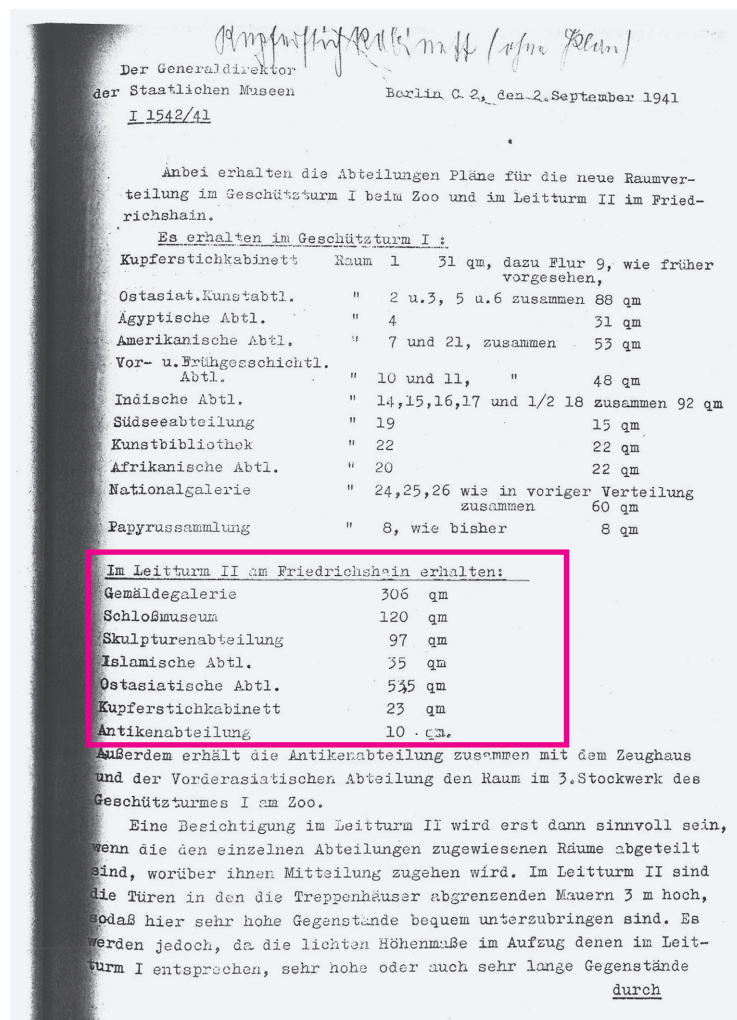 Kupferstichkabinett (ohne Plan)
Der Generaldirektor
der Staatlichen Museen
Berlin C 2, den 2.September 1941
I 1542/41
Anbei erhalten die Abteilungen Pläne für die neue Raumver-
teilung im Geschützturm I beim Zoo und im Leitturm II im Fried-
richshain.
Es erhalten im Geschützturm I :
Kupferstichkabinett Raum 1 31 qm, dazu Flur 9, wie früher
vorgesehen,
Ostasiat.Kunstabtl. " 2 u.3, 5 u.6 zusammen 88 qm
Ägyptische Abtl. " 4 31 qm
Amerikanische Abtl. " 7 und 21, zusammen 53 qm
Vor- u.Frühgesschichtl.
Abtl. " 10 und 11, " 48 qm
Indische Abtl. " 14,15,16,17 und 1/2 18 zusammen 92 qm
Südseeabteilung " 19 15 qm
Kunstbibliothek " 22 22 qm
Afrikanische Abtl. " 20 22 qm
Nationalgalerie " 24,25,26 wie in voriger Verteilung
zusammen 60 qm
Papyrussammlung " 8, wie bisher 8 qm
Im Leitturm II am Friedrichshain erhalten:
Gemäldegalerie 306 qm
Schloßmuseum 120 qm
Skulpturenabteilung 97 qm
Islamische Abtl. 35 qm
Ostasiatische Abtl. 535 qm
Kupferstichkabinett 23 qm
Antikenabteilung 10 qm.
Außerdem erhält die Antikenabteilung zusammen mit dem Zeughaus
und der Vorderasiatischen Abteilung den Raum im 3.Stockwerk des
Geschützturmes I am Zoo.
Eine Besichtigung im Leitturm II wird erst dann sinnvoll sein,
wenn die den einzelnen Abteilungen zugewiesenen Räume abgeteilt
sind, worüber ihnen Mitteilung zugehen wird. Im Leitturm II sind
die Türen in den die Treppenhäuser abgrenzenden Mauern 3 m hoch,
sodaß hier sehr hohe Gegenstände bequem unterzubringen sind. Es
werden jedoch, da die lichten Höhenmaße im Aufzug denen im Leit-
turm I entsprechen, sehr hohe oder auch sehr lange Gegenstände
durch